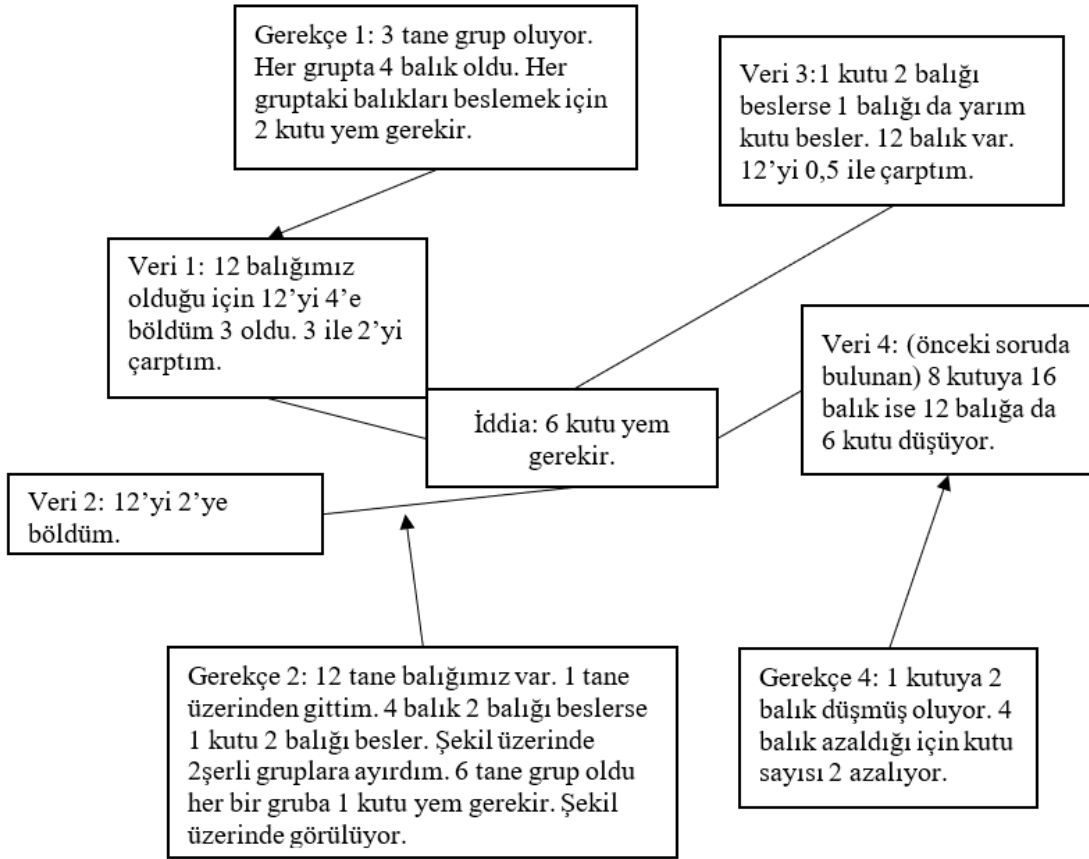 Gerekçe 1: 3 tane grup oluyor.
Her grupta 4 balık oldu. Her
gruptaki balıkları beslemek için
2 kutu yem gerekir.
Veri 3:1 kutu 2 balığı
beslerse 1 balığı da yarım
kutu besler. 12 balık var.
12’yi 0,5 ile çarptım.
Veri 1: 12 balığımız
olduğu için 12’yi 4’e
böldüm 3 oldu. 3 ile 2’yi
çarptım.
Veri 4: (önceki soruda
bulunan) 8 kutuya 16
balık ise 12 balığa da
6 kutu düşüyor.
İddia: 6 kutu yem
gerekir.
Veri 2: 12’yi 2’ye
böldüm.
Gerekçe 2: 12 tane balığımız var. 1 tane
üzerinden gittim. 4 balık 2 balığı beslerse
1 kutu 2 balığı besler. Şekil üzerinde
2şerli gruplara ayırdım. 6 tane grup oldu
her bir gruba 1 kutu yem gerekir. Şekil
üzerinde görülüyor.
Gerekçe 4: 1 kutuya 2
balık düşmüş oluyor. 4
balık azaldığı için kutu
sayısı 2 azalıyor.